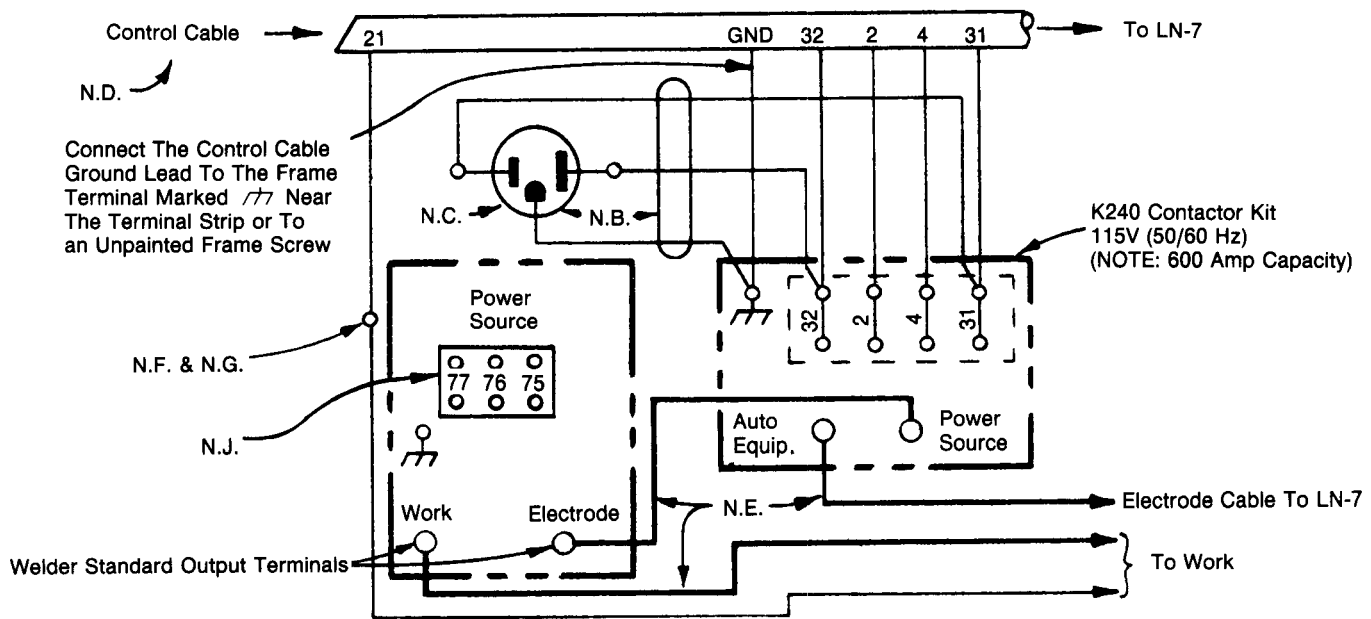 Control Cable
21
GND
32
2
4
31
To LN-7
N.D.
Connect The Control Cable
Ground Lead To The Frame
Terminal Marked Near
The Terminal Strip or To
an Unpainted Frame Screw
N.C.
N.B.
K240 Contactor Kit
115V (50/60 Hz)
(NOTE: 600 Amp Capacity)
Power
Source
32
2
4
31
N.F. & N.G.
77 76 75
N.J.
Auto
Equip.
Power
Source
N.E.
Electrode Cable To LN-7
Work
Electrode
Welder Standard Output Terminals
To Work